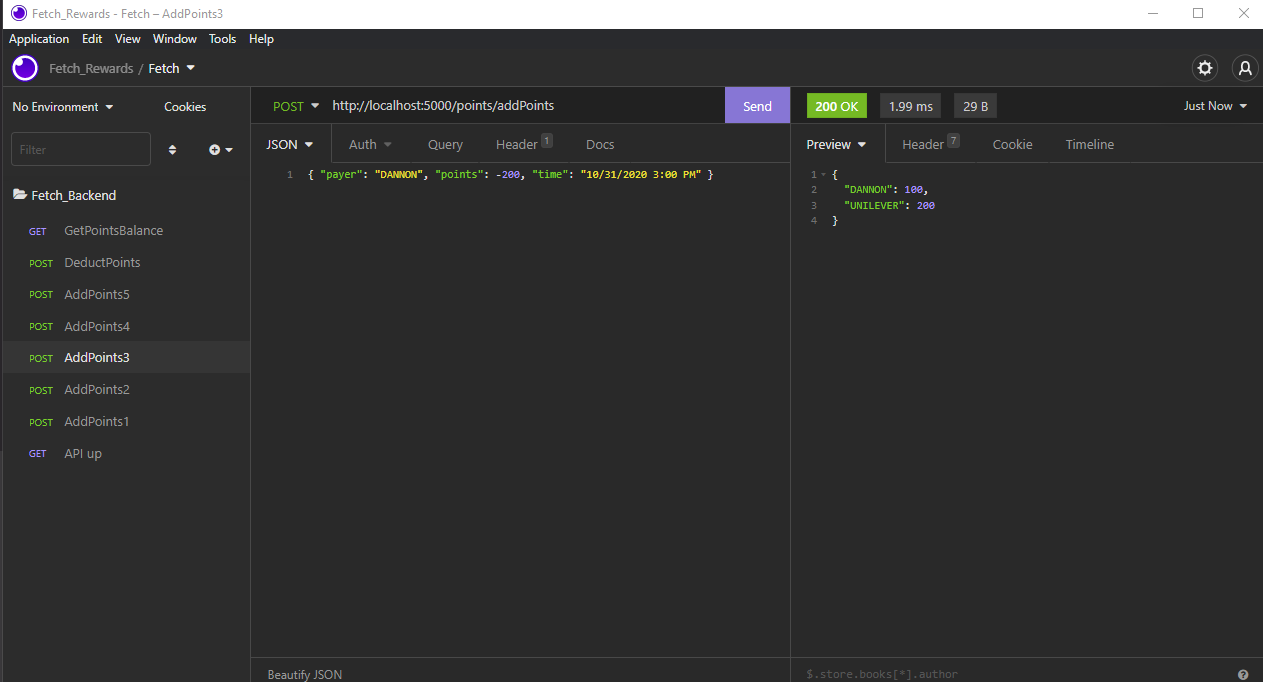 Fetch_Rewards - Fetch – AddPoints3
Application Edit View Window Tools Help
Fetch_Rewards / Fetch
No Environment Cookies
Filter
Fetch_Backend
GET GetPointsBalance
POST DeductPoints
POST AddPoints5
POST AddPoints4
POST AddPoints3
POST AddPoints2
POST AddPoints1
GET API up
POST http://localhost:5000/points/addPoints Send
JSON Auth Query Header 1 Docs
1 { "payer": "DANNON", "points": -200, "time": "10/31/2020 3:00 PM" }
Beautify JSON
200 OK 1.99 ms 29 B Just Now
Preview Header 7 Cookie Timeline
1 {
2 "DANNON": 100,
3 "UNILEVER": 200
4 }
$.store.books[*].author ?